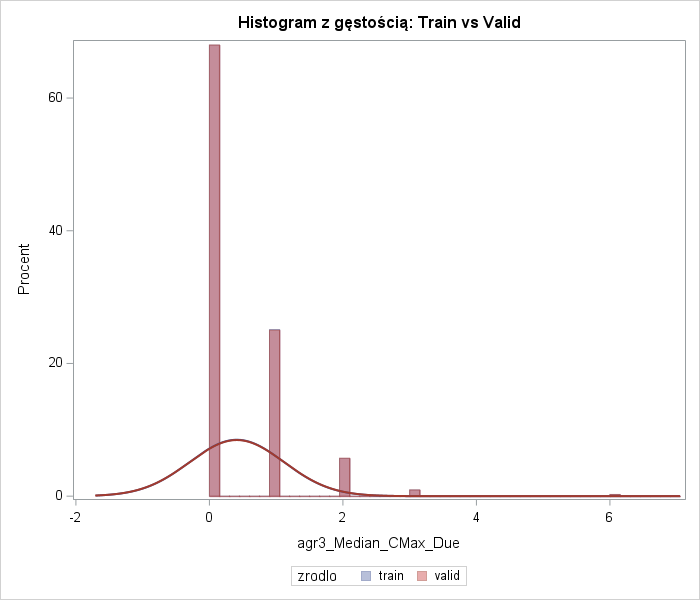 Histogram z gęstością: Train vs Valid
Procent
60
40
20
0
-2 0 2 4 6
agr3_Median_CMax_Due
zrodlo train valid